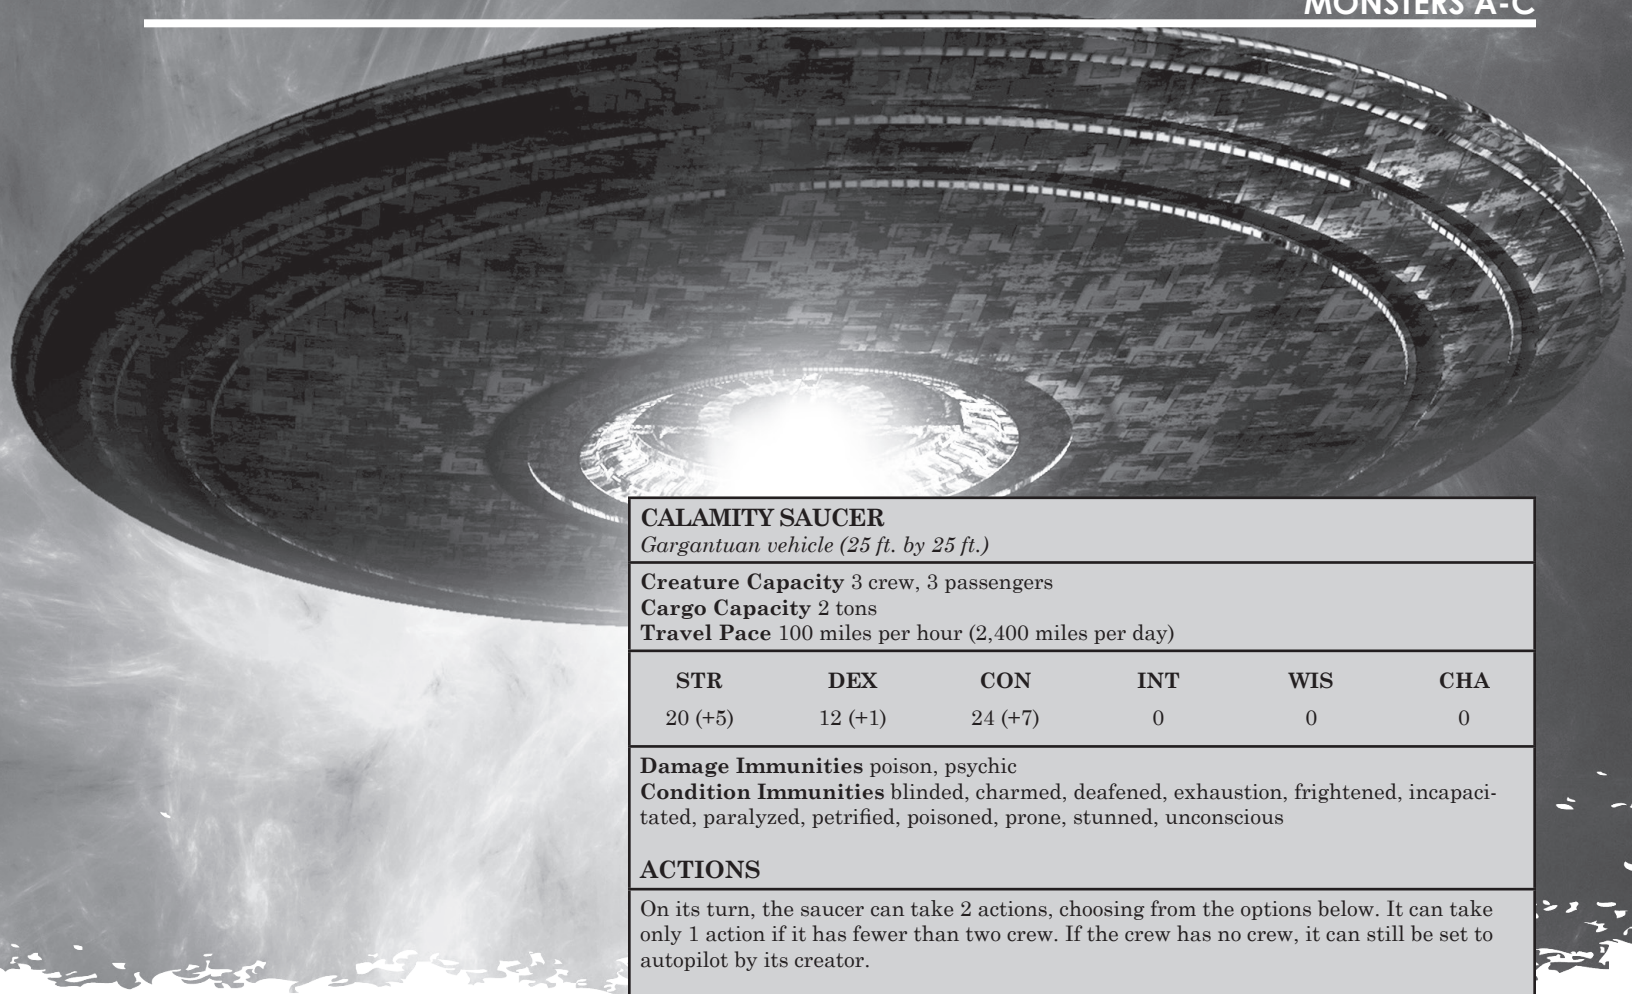 MONSTERS A-C
CALAMITY SAUCER
Gargantuan vehicle (25 ft. by 25 ft.)
Creature Capacity 3 crew, 3 passengers
Cargo Capacity 2 tons
Travel Pace 100 miles per hour (2,400 miles per day)
STR DEX CON INT WIS CHA
20 (+5) 12 (+1) 24 (+7) 0 0 0
Damage Immunities poison, psychic
Condition Immunities blinded, charmed, deafened, exhaustion, frightened, incapaci-
tated, paralyzed, petrified, poisoned, prone, stunned, unconscious
ACTIONS
On its turn, the saucer can take 2 actions, choosing from the options below. It can take
only 1 action if it has fewer than two crew. If the crew has no crew, it can still be set to
autopilot by its creator.